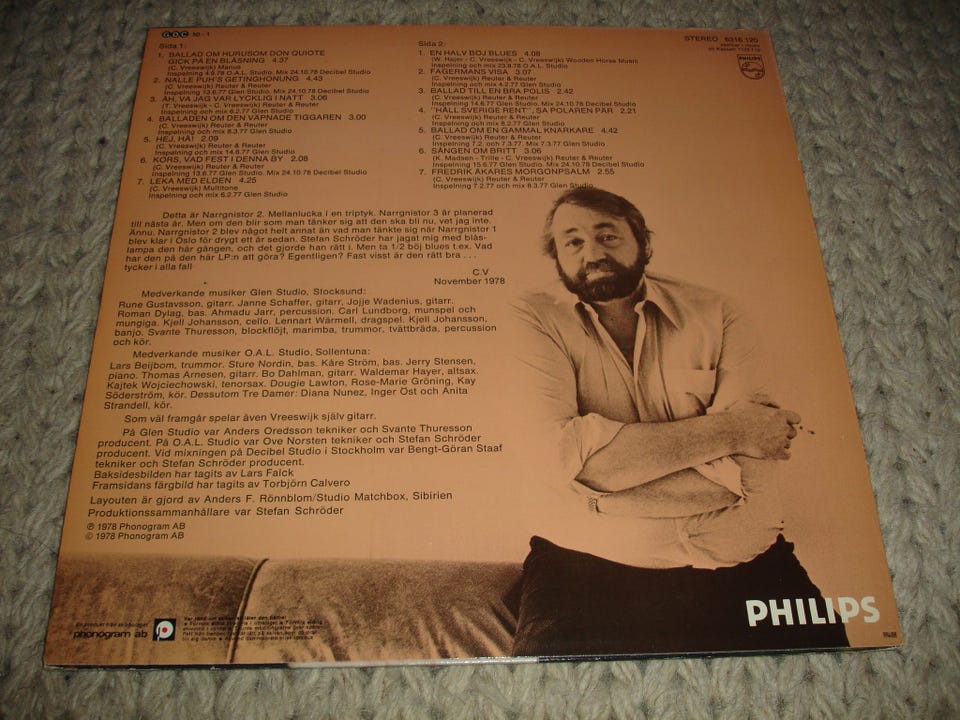 GDC 30 - 1
STEREO 6316 120
PHILIPS
Sida 1:
1. BALLAD OM HURUSOM DON QUIOTE
GICK PÅ EN BLÅSNING 4.37
(C. Vreeswijk) Manus
Inspelning 4.9.78 O.A.L. Studio. Mix 24.10.78 Decibel Studio
2. NALLE PUH'S GETINGHONUNG 4.43
(C. Vreeswijk) Reuter & Reuter
Inspelning 13.6.77 Glen Studio. Mix 24.10.78 Decibel Studio
3. ÅH, VA JAG VAR LYCKLIG I NATT 3.06
(T. Vreeswijk - C. Vreeswijk) Reuter & Reuter
Inspelning och mix 6.2.77 Glen Studio
4. BALLADEN OM DEN VÄPNADE TIGGAREN 3.00
(C. Vreeswijk) Reuter & Reuter
Inspelning och mix 8.3.77 Glen Studio
5. HEJ, HÅ! 2.09
(C. Vreeswijk) Reuter & Reuter
Inspelning och mix 14.6.77 Glen Studio
6. KORS, VAD FEST I DENNA BY 2.08
(C. Vreeswijk) Reuter & Reuter
Inspelning 13.6.77 Glen Studio. Mix 24.10.78 Decibel Studio
7. LEKA MED ELDEN 4.25
(C. Vreeswijk) Multitone
Inspelning och mix 6.2.77 Glen Studio
Sida 2:
1. EN HALV BÖJ BLUES 4.08
(W. Hajer - C. Vreeswijk - C. Vreeswijk) Wooden Horse Music
Inspelning och mix 23.8.78 O.A.L. Studio
2. FAGERMANS VISA 3.07
(C. Vreeswijk) Reuter & Reuter
Inspelning och mix 4.2.77 Glen Studio
3. BALLAD TILL EN BRA POLIS 2.42
(C. Vreeswijk) Reuter & Reuter
Inspelning 14.6.77 Glen Studio. Mix 24.10.78 Decibel Studio
4. "HÅLL SVERIGE RENT", SA POLAREN PÄR 2.21
(C. Vreeswijk) Reuter & Reuter
Inspelning och mix 8.2.77 Glen Studio
5. BALLAD OM EN GAMMAL KNARKARE 4.42
(C. Vreeswijk) Reuter & Reuter
Inspelning 7.2. och 7.3.77. Mix 7.3.77 Glen Studio
6. SÅNGEN OM BRITT 3.06
(K. Madsen - Trille - C. Vreeswijk) Reuter & Reuter
Inspelning 15.6.77 Glen Studio. Mix 24.10.78 Decibel Studio
7. FREDRIK ÅKARES MORGONPSALM 2.55
(C. Vreeswijk) Reuter & Reuter
Inspelning 7.2.77 och mix 8.3.77 Glen Studio
Detta är Narrgnistor 2. Mellanlucka i en triptyk. Narrgnistor 3 är planerad
till nästa år. Men om den blir som man tänker sig att den ska bli nu, vet jag inte.
Ännu. Narrgnistor 2 blev något helt annat än vad man tänkte sig när Narrgnistor 1
blev klar i Oslo för drygt ett år sedan. Stefan Schröder har jagat mig med blås-
lampa den här gången, och det gjorde han rätt i. Men ta 1/2 böj blues t.ex. Vad
har den på den här LP:n att göra? Egentligen? Fast visst är den rätt bra . . .
tycker i alla fall
C.V
November 1978
Medverkande musiker Glen Studio, Stocksund:
Rune Gustavsson, gitarr. Janne Schaffer, gitarr, Jojje Wadenius, gitarr.
Roman Dylag, bas. Ahmadu Jarr, percussion. Carl Lundborg, munspel och
mungiga. Kjell Johansson, cello. Lennart Wärmell, dragspel. Kjell Johansson,
banjo. Svante Thuresson, blockflöjt, marimba, trummor, tvättbräda, percussion
och kör.
Medverkande musiker O.A.L. Studio, Sollentuna:
Lars Beijbom, trummor. Sture Nordin, bas. Kåre Ström, bas. Jerry Stensen,
piano. Thomas Arnesen, gitarr. Bo Dahlman, gitarr. Waldemar Hayer, altsax.
Kajtek Wojciechowski, tenorsax. Dougie Lawton, Rose-Marie Gröning, Kay
Söderström, kör. Dessutom Tre Damer: Diana Nunez, Inger Öst och Anita
Strandell, kör.
Som väl framgår spelar även Vreeswijk själv gitarr.
På Glen Studio var Anders Oredsson tekniker och Svante Thuresson
producent. På O.A.L. Studio var Ove Norsten tekniker och Stefan Schröder
producent. Vid mixningen på Decibel Studio i Stockholm var Bengt-Göran Staaf
tekniker och Stefan Schröder producent.
Baksidesbilden har tagits av Lars Falck
Framsidans färgbild har tagits av Torbjörn Calvero
Layouten är gjord av Anders F. Rönnblom/Studio Matchbox, Sibirien
Produktionssammanhållare var Stefan Schröder
℗ 1978 Phonogram AB
© 1978 Phonogram AB
En produkt från skivbolaget
phonogram ab
PHILIPS